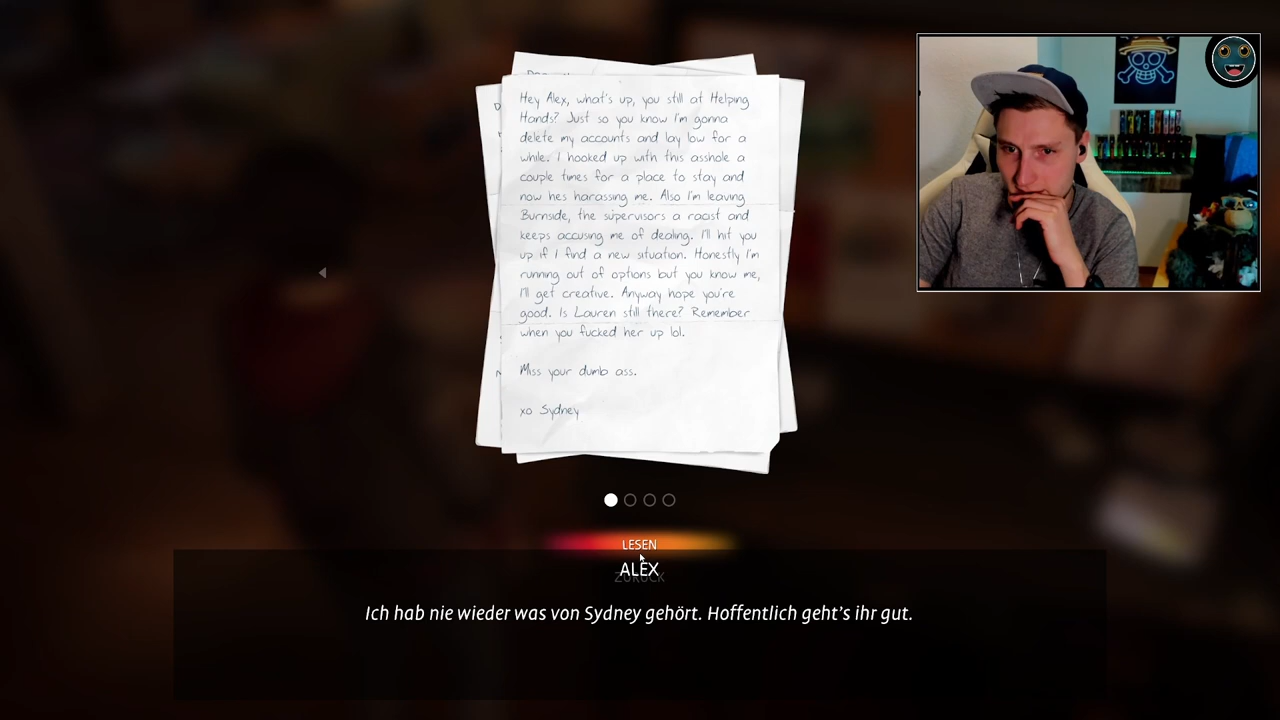 Hey Alex, what's up, you still at Helping
Hands? Just so you know I'm gonna
delete my accounts and lay low for a
while. I hooked up with this asshole a
couple times for a place to stay and
now hes harassing me. Also I'm leaving
Burnside, the supervisors a racist and
keeps accusing me of dealing. I'll hit you
up if I find a new situation. Honestly I'm
running out of options but you know me,
I'll get creative. Anyway hope you're
good. Is Lauren still there? Remember
when you fucked her up lol.
Miss your dumb ass.
xo Sydney
LESEN
ALEX
ZURÜCK
Ich hab nie wieder was von Sydney gehört. Hoffentlich geht's ihr gut.